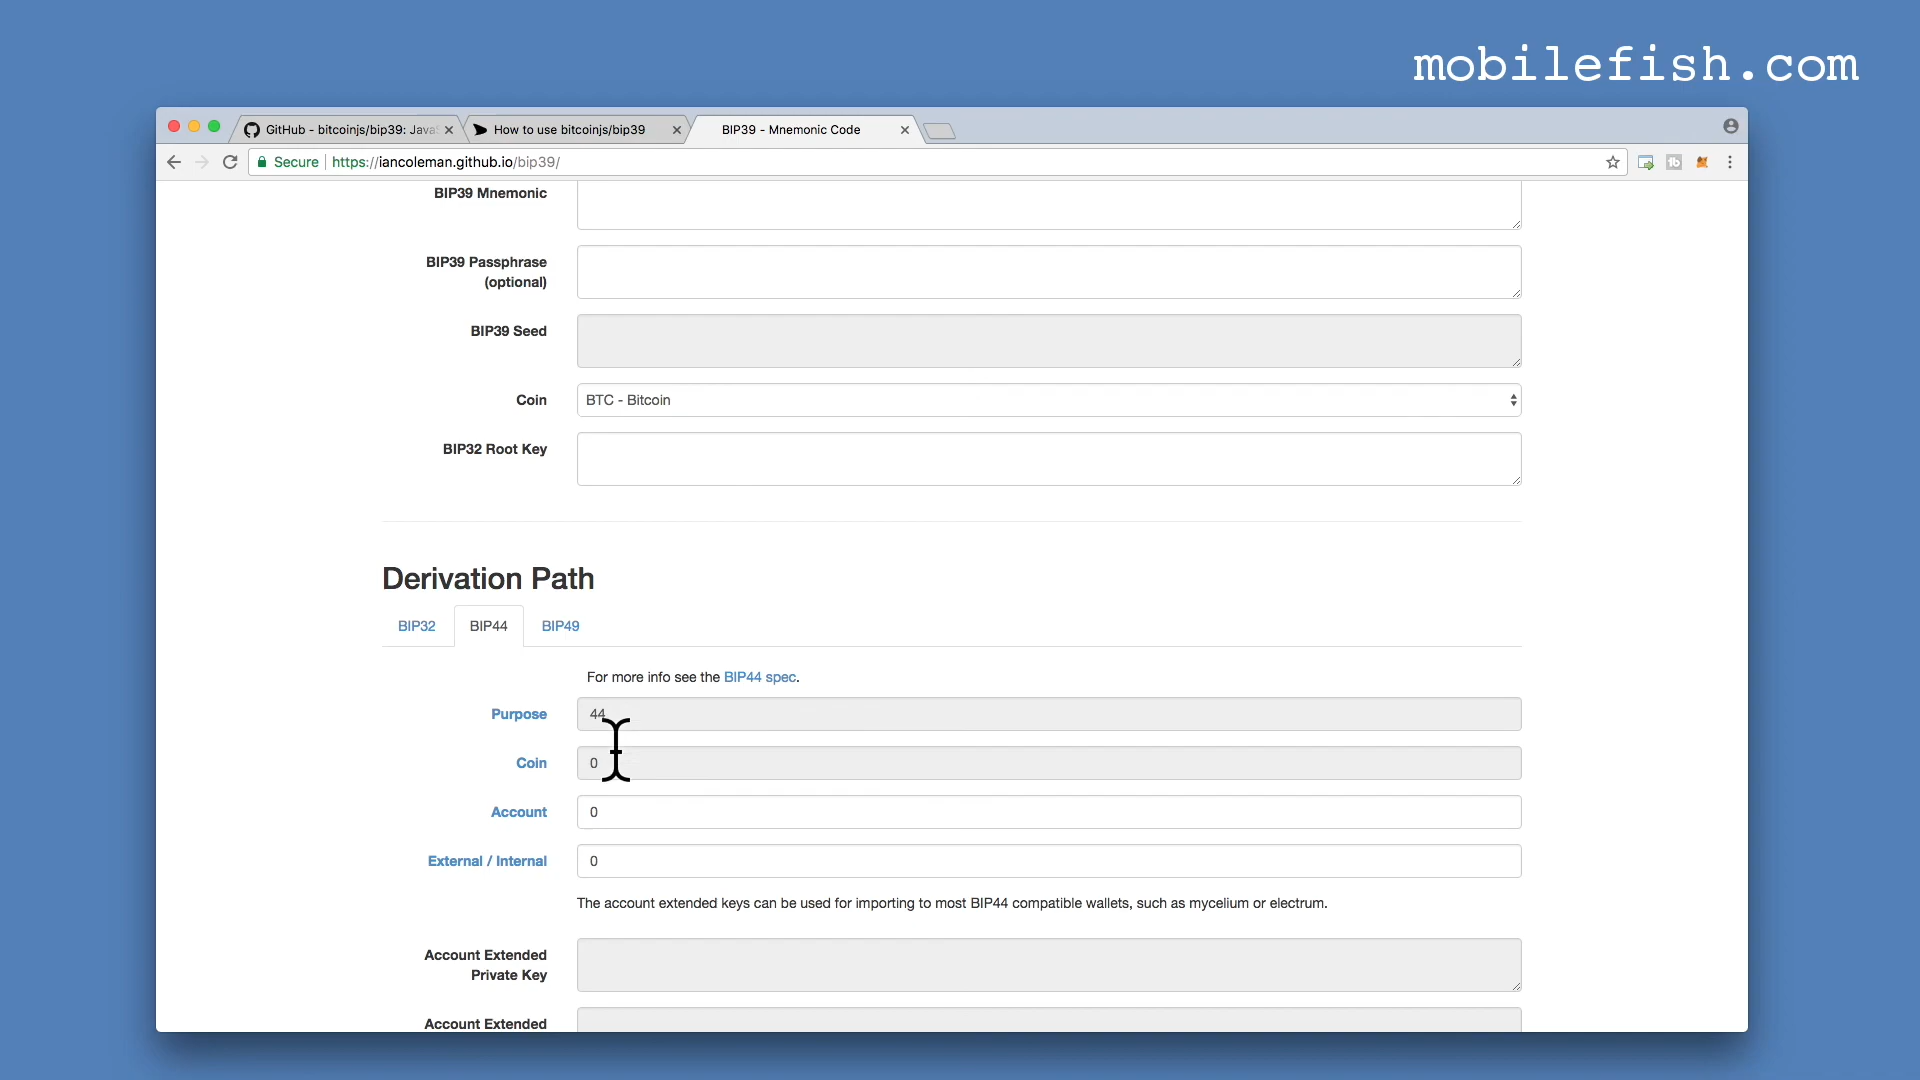 mobilefish.com
GitHub - bitcoinjs/bip39: Java
How to use bitcoinjs/bip39
BIP39 - Mnemonic Code
Secure
https://iancoleman.github.io/bip39/
BIP39 Mnemonic
BIP39 Passphrase
(optional)
BIP39 Seed
Coin
BTC - Bitcoin
BIP32 Root Key
Derivation Path
BIP32
BIP44
BIP49
For more info see the BIP44 spec.
Purpose
44
Coin
0
Account
0
External / Internal
0
The account extended keys can be used for importing to most BIP44 compatible wallets, such as mycelium or electrum.
Account Extended
Private Key
Account Extended